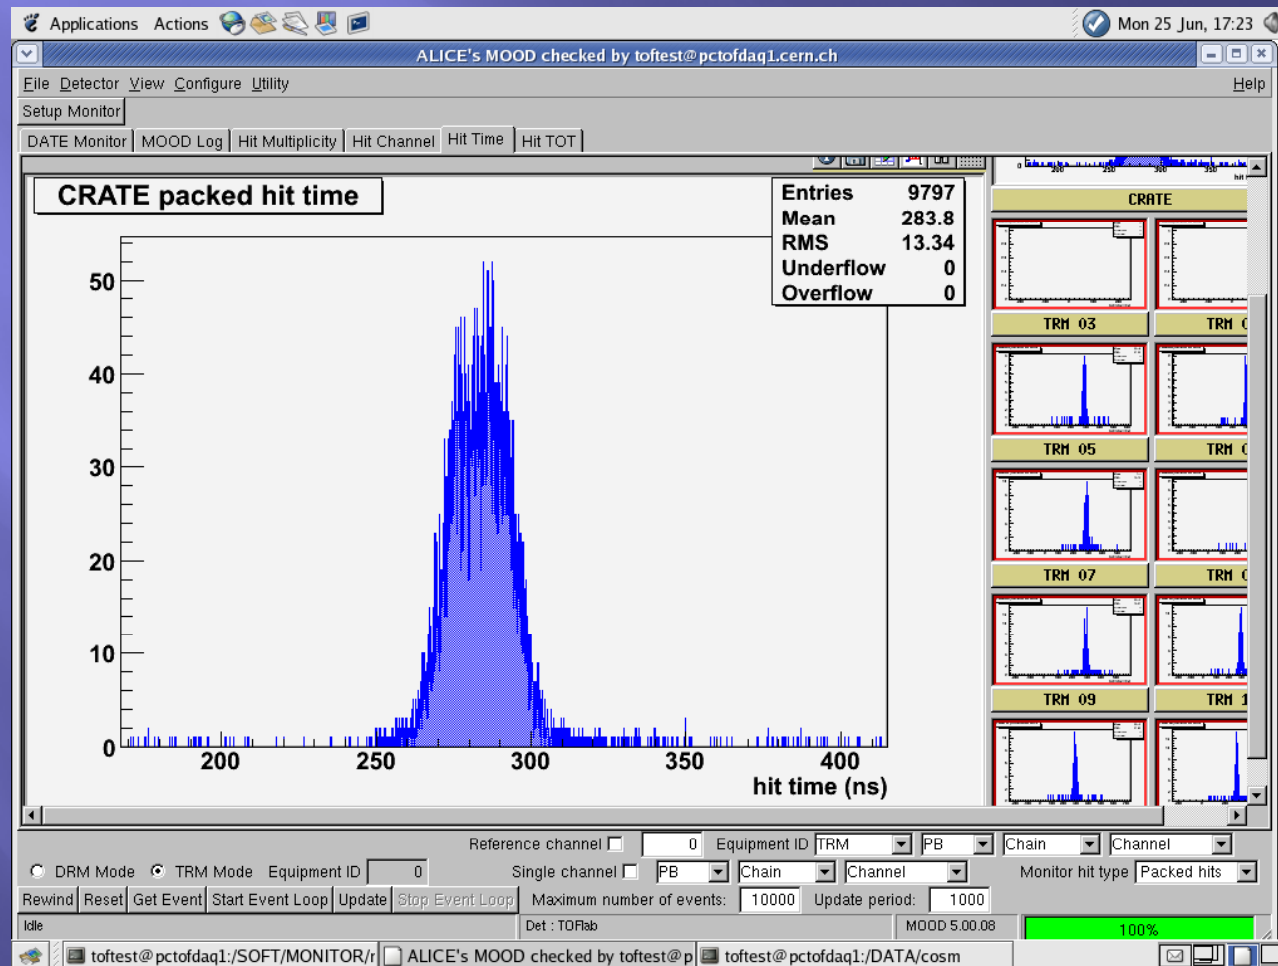 Applications Actions Mon 25 Jun, 17:23
ALICE's MOOD checked by toftest@pctofdaq1.cern.ch
File Detector View Configure Utility Help
Setup Monitor
DATE Monitor MOOD Log Hit Multiplicity Hit Channel Hit Time Hit TOT
CRATE packed hit time
Entries 9797
Mean 283.8
RMS 13.34
Underflow 0
Overflow 0
50
40
30
20
10
0
200 250 300 350 400
hit time (ns)
CRATE
TRM 03 TRM
TRM 05 TRM
TRM 07 TRM
TRM 09 TRM 1
Reference channel 0 Equipment ID TRM PB Chain Channel
DRM Mode TRM Mode Equipment ID 0 Single channel PB Chain Channel Monitor hit type Packed hits
Rewind Reset Get Event Start Event Loop Update Stop Event Loop Maximum number of events: 10000 Update period: 1000
Idle Det : TOFlab MOOD 5.00.08 100%
toftest@pctofdaq1:/SOFT/MONITOR/r ALICE's MOOD checked by toftest@p toftest@pctofdaq1:/DATA/cosm